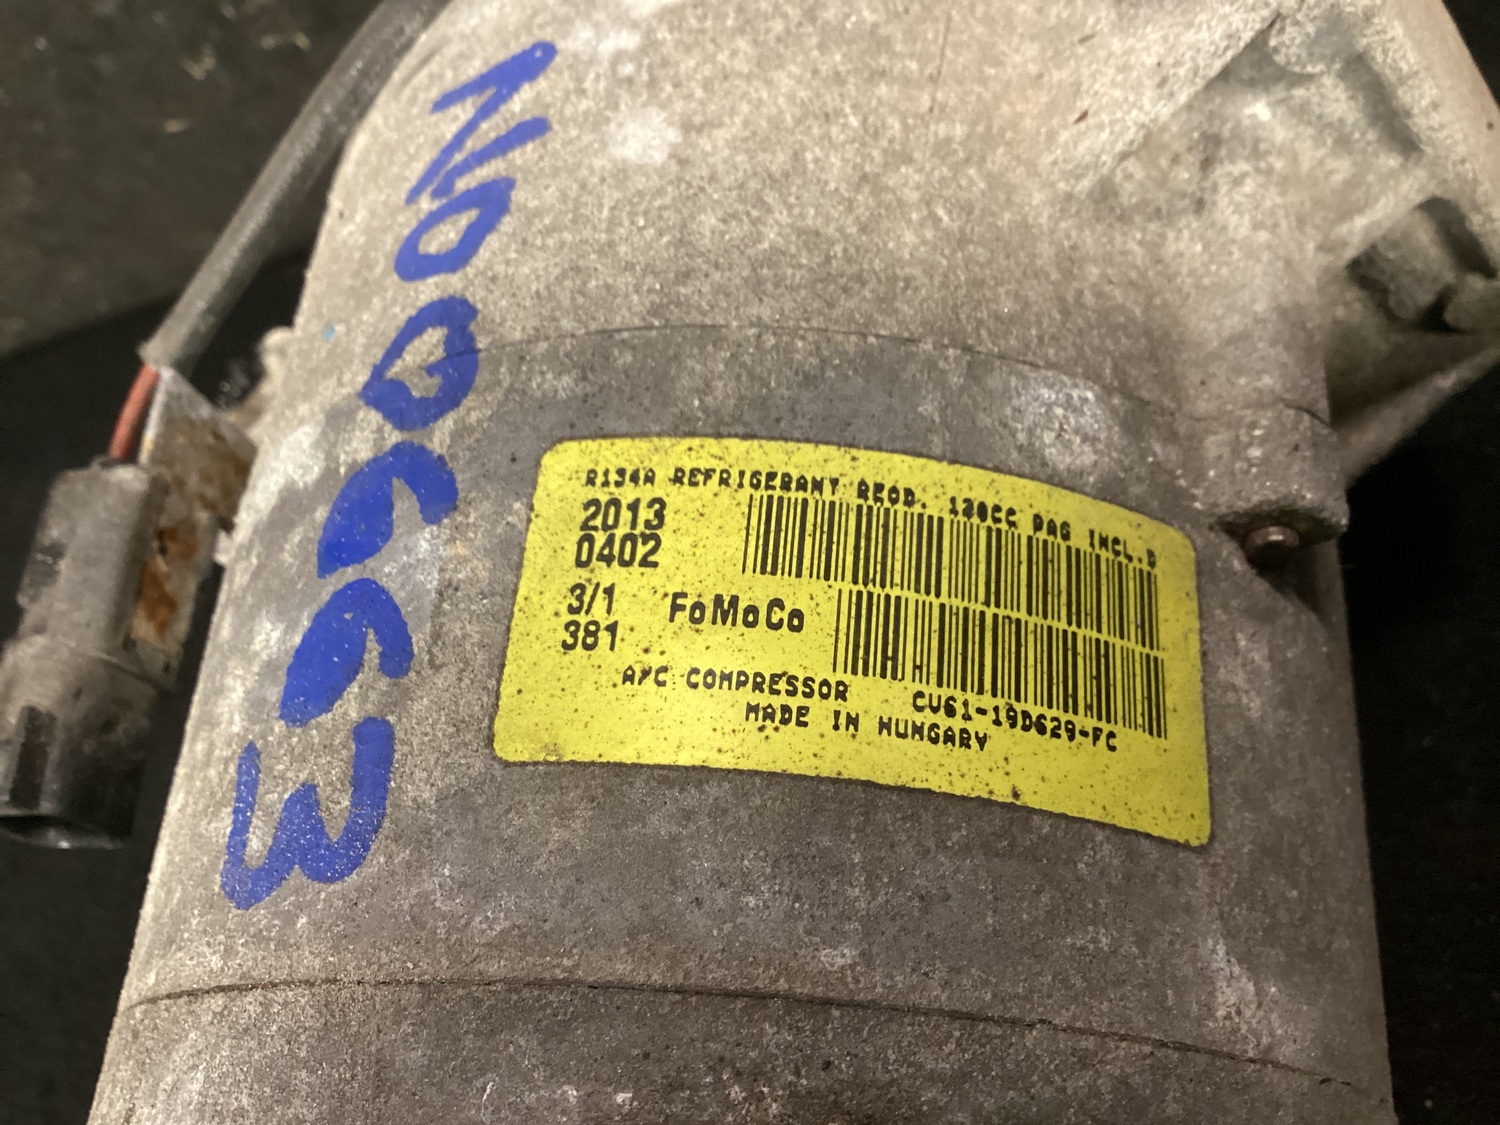 N00663
R134A REFRIGERANT REQD. 120CC PAG INCL.D
2013
0402
3/1
381
FoMoCo
A/C COMPRESSOR CV61-19D629-FC
MADE IN HUNGARY